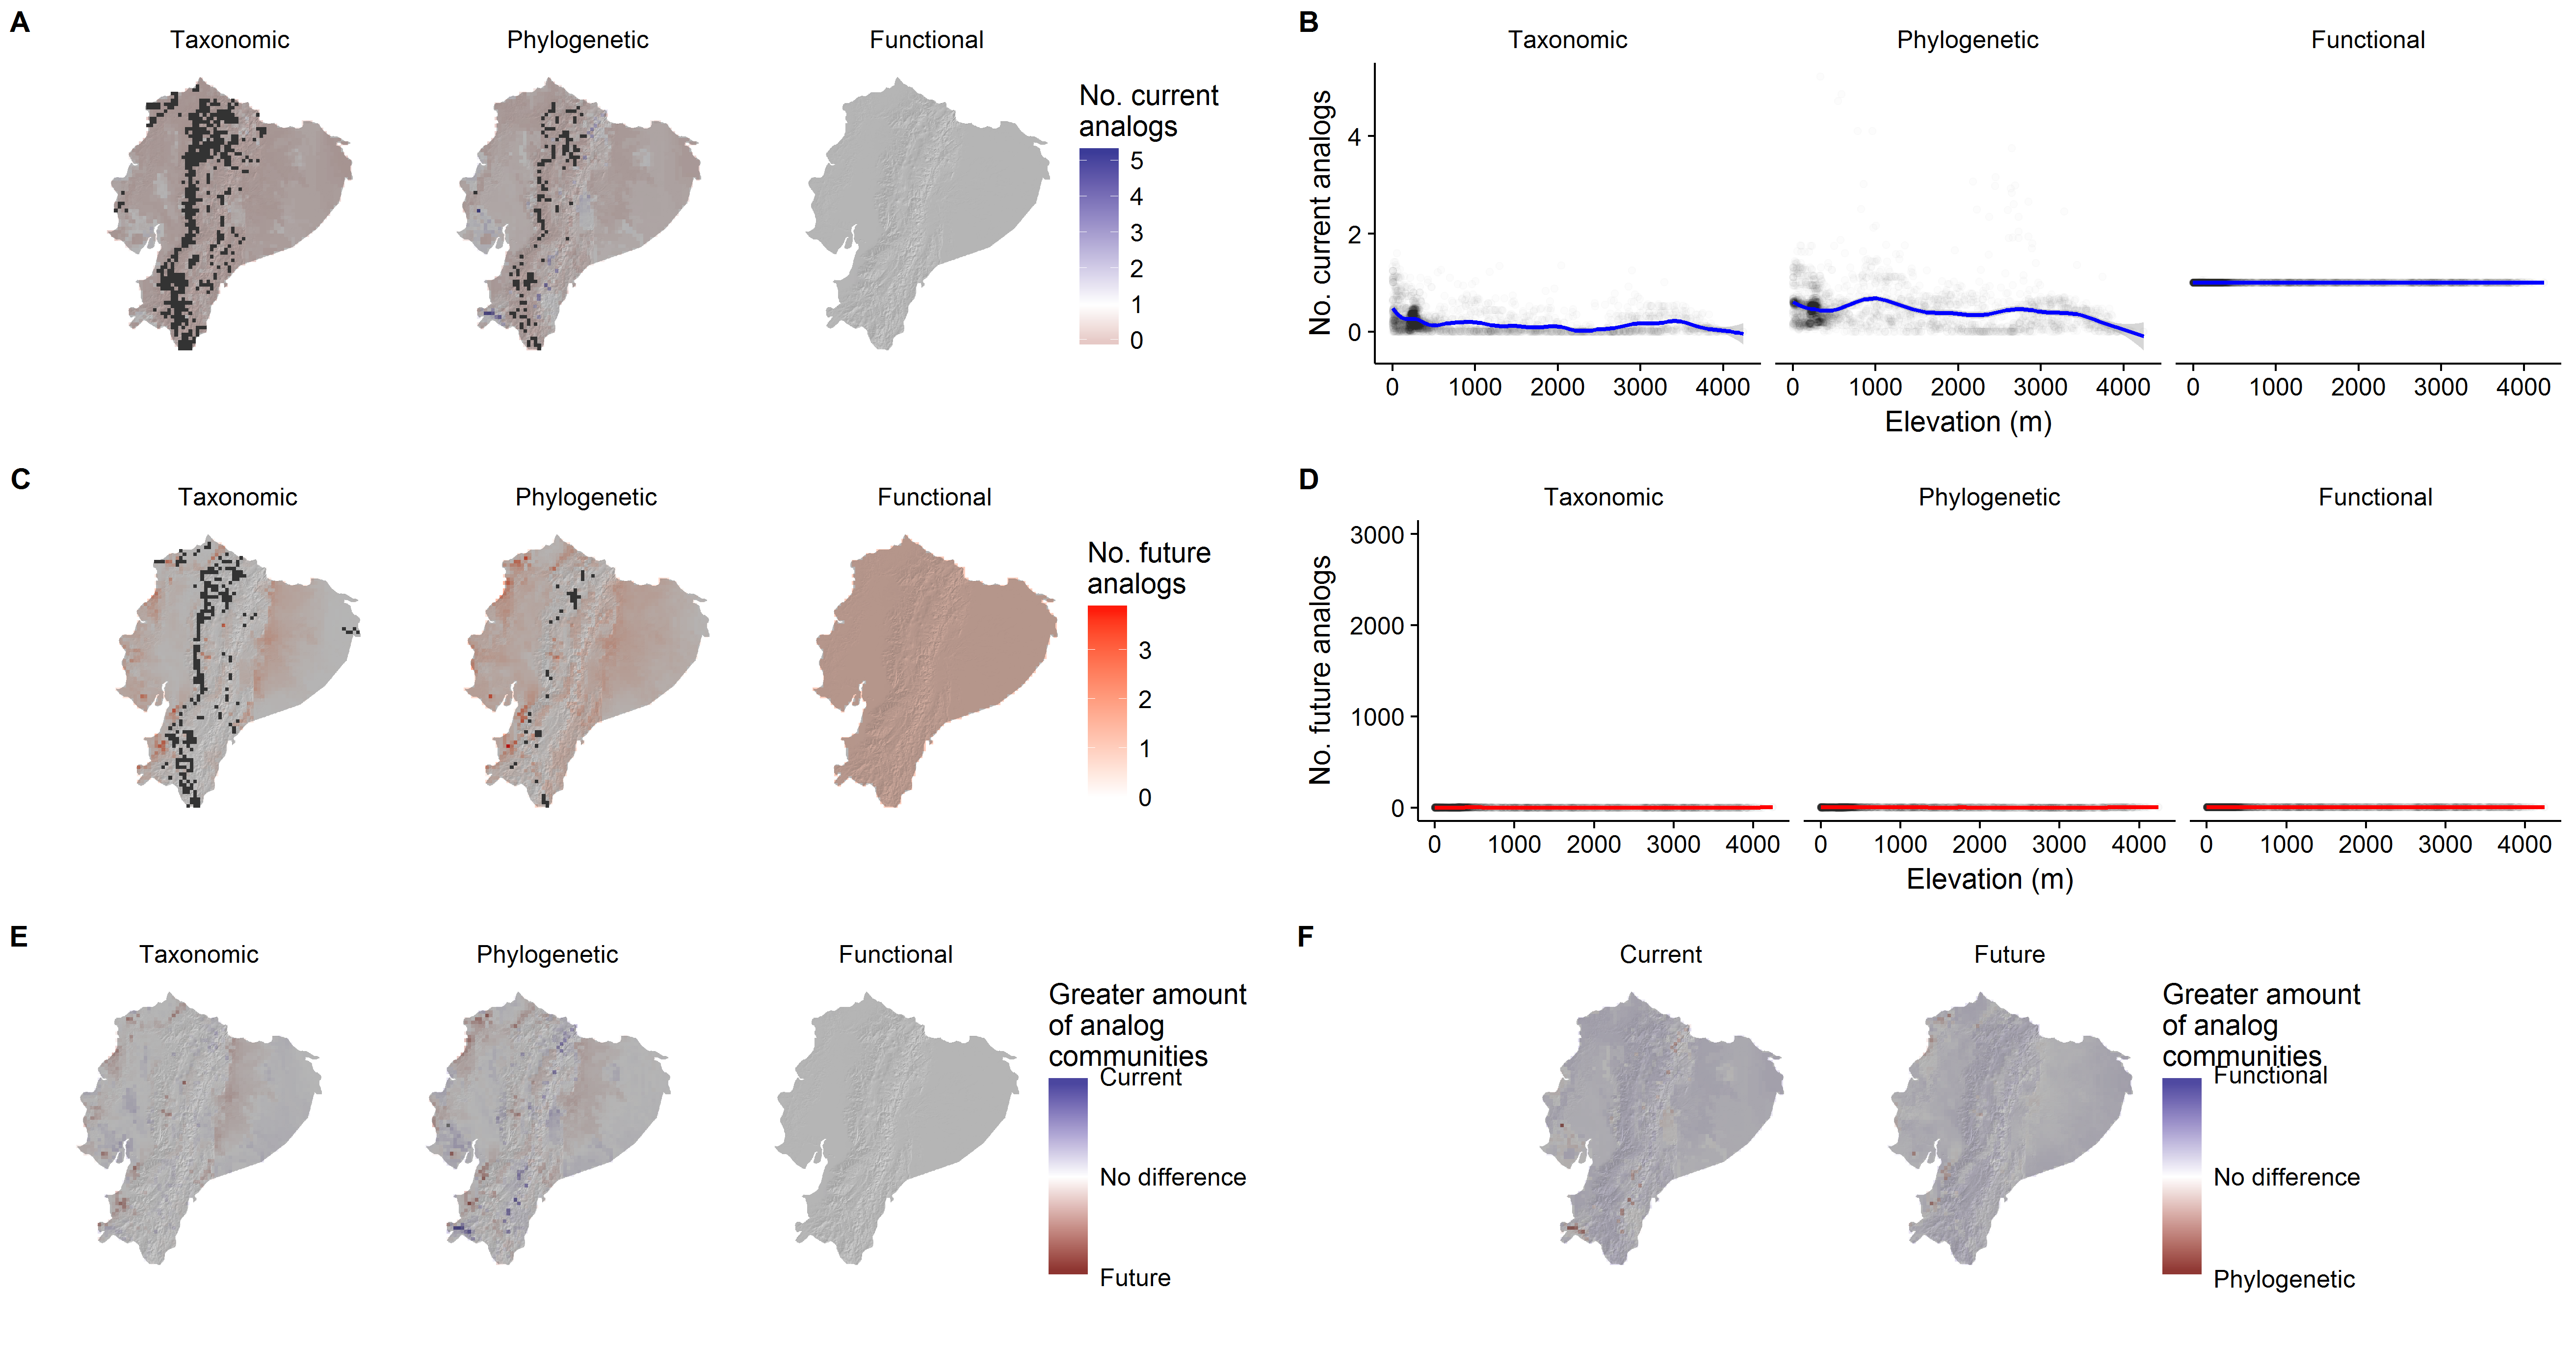 A
Taxonomic
Phylogenetic
Functional
No. current
analogs
5
4
3
2
1
0
B
Taxonomic
Phylogenetic
Functional
No. current analogs
4
2
0
0 1000 2000 3000 4000
0 1000 2000 3000 4000
0 1000 2000 3000 4000
Elevation (m)
C
Taxonomic
Phylogenetic
Functional
No. future
analogs
3
2
1
0
D
Taxonomic
Phylogenetic
Functional
No. future analogs
3000
2000
1000
0
0 1000 2000 3000 4000
0 1000 2000 3000 4000
0 1000 2000 3000 4000
Elevation (m)
E
Taxonomic
Phylogenetic
Functional
Greater amount
of analog
communities
Current
No difference
Future
F
Current
Future
Greater amount
of analog
communities
Functional
No difference
Phylogenetic